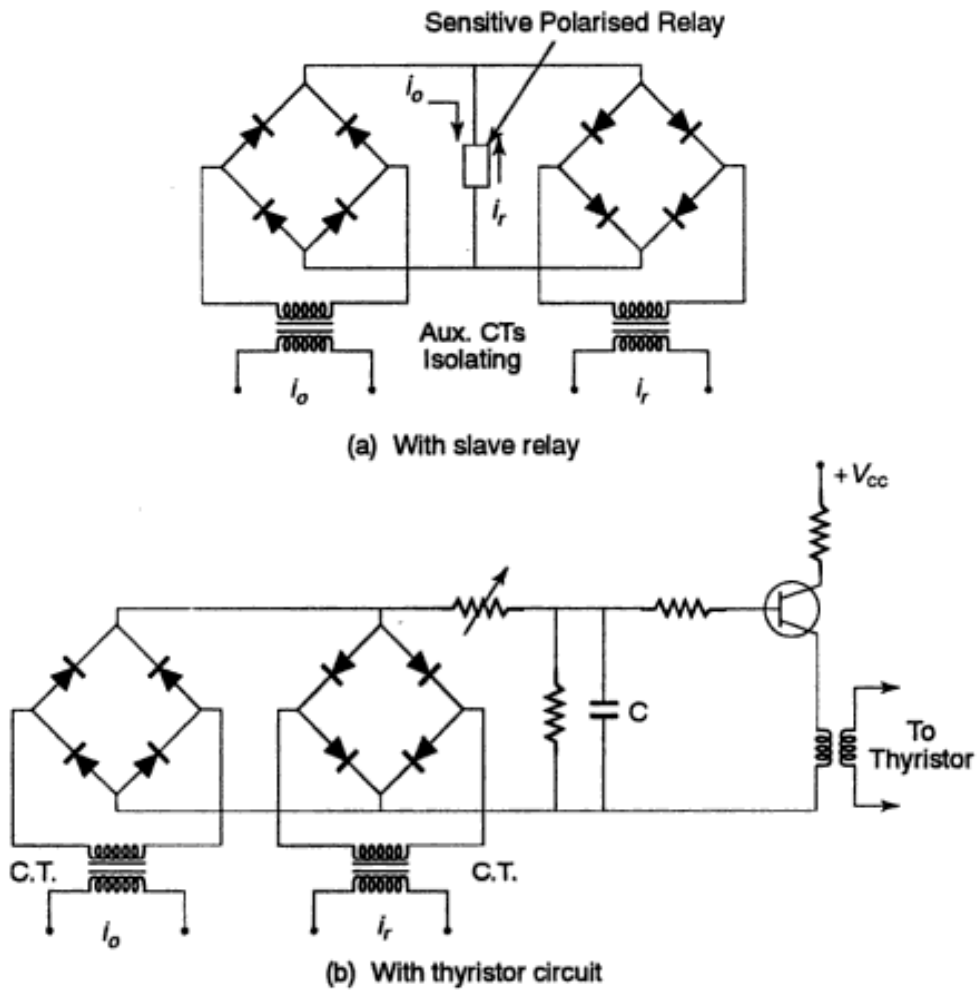 Sensitive Polarised Relay
i_o
i_r
Aux. CTs
Isolating
i_o
i_r
(a) With slave relay
+V_CC
C
To
Thyristor
C.T.
C.T.
i_o
i_r
(b) With thyristor circuit